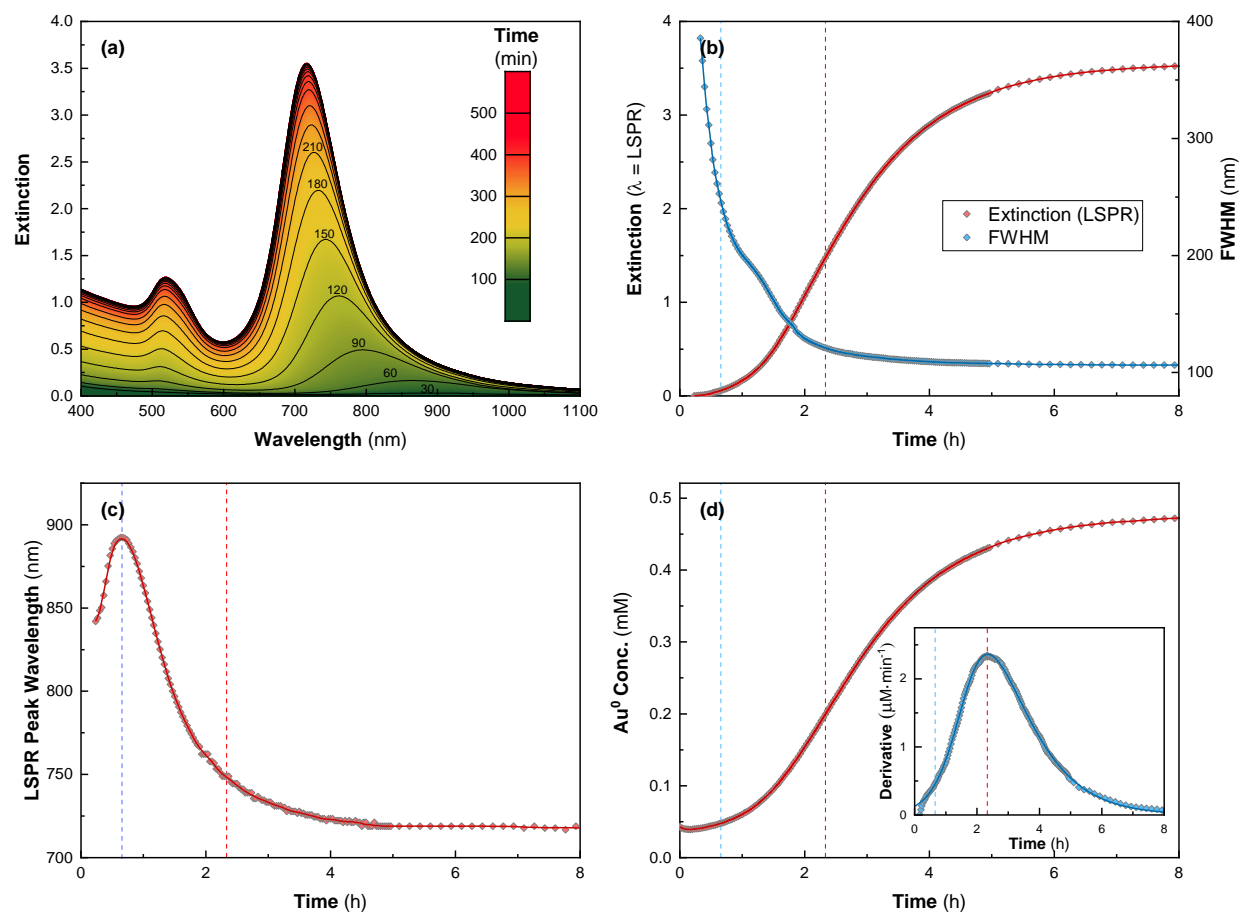 (a)
Time
(min)
500
400
300
200
100
210
180
150
120
90
60
30
4.0
3.5
3.0
2.5
2.0
1.5
1.0
0.5
0.0
400 500 600 700 800 900 1000 1100
Extinction
Wavelength (nm)
(b)
4
3
2
1
0
Extinction (λ = LSPR)
400
300
200
100
FWHM (nm)
Extinction (LSPR)
FWHM
0 2 4 6 8
Time (h)
(c)
900
850
800
750
700
LSPR Peak Wavelength (nm)
0 2 4 6 8
Time (h)
(d)
0.5
0.4
0.3
0.2
0.1
0.0
Au⁰ Conc. (mM)
0 2 4 6 8
Time (h)
2
1
0
Derivative (μM·min⁻¹)
0 2 4 6 8
Time (h)